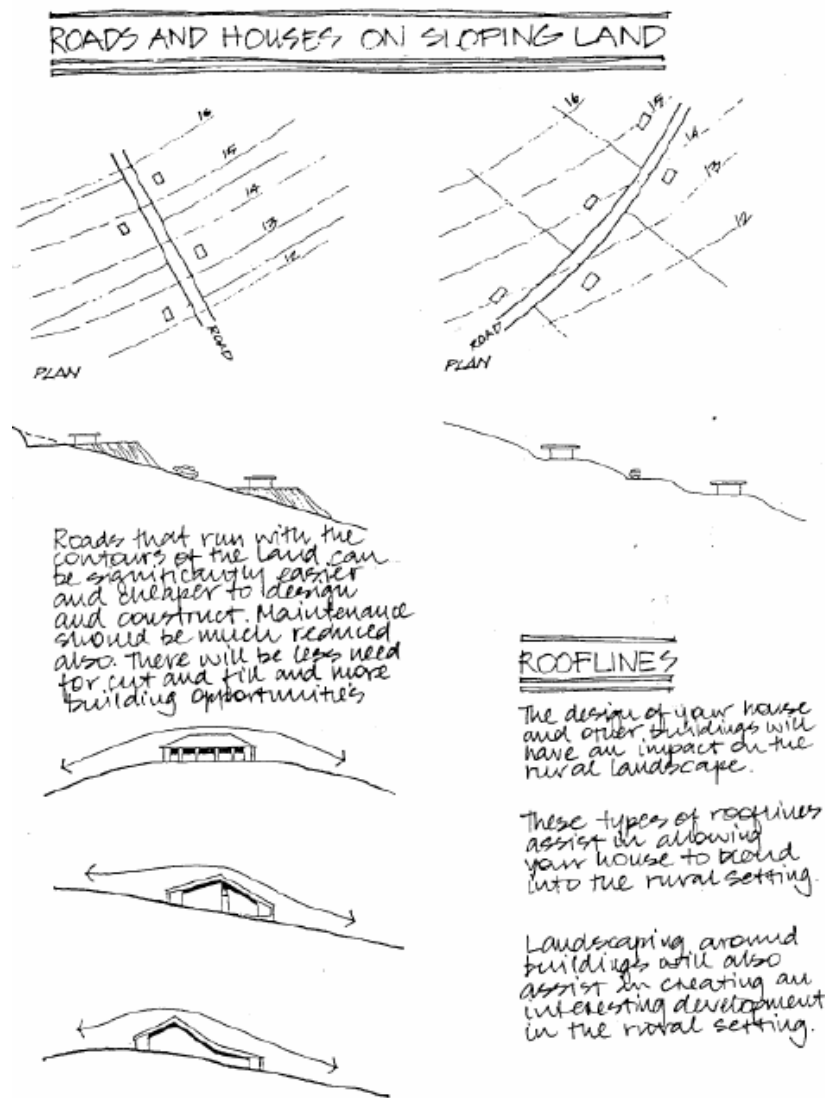 ROADS AND HOUSES ON SLOPING LAND
16
15
14
13
12
ROAD
PLAN
16
15
14
13
12
ROAD
PLAN
Roads that run with the
contours of the land can
be significantly easier
and cheaper to design
and construct. Maintenance
should be much reduced
also. There will be less need
for cut and fill and more
building opportunities
ROOFLINES
The design of your house
and other buildings will
have an impact on the
rural landscape.
These types of rooflines
assist in allowing
your house to blend
into the rural setting.
Landscaping around
buildings will also
assist in creating an
interesting development
in the rural setting.